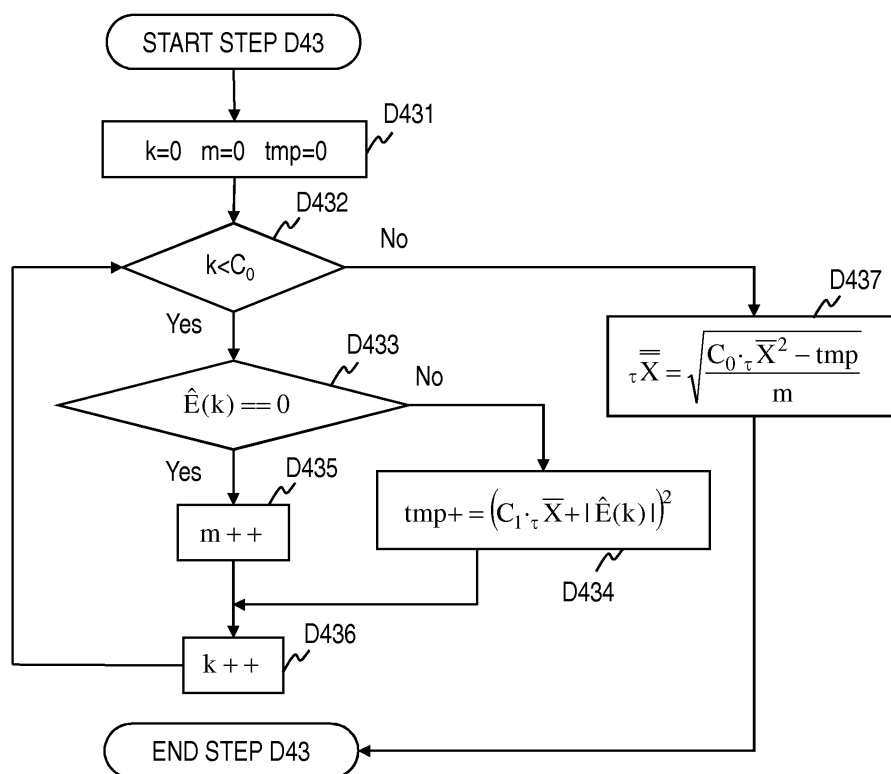 START STEP D43
D431
k=0 m=0 tmp=0
D432
k<C₀
No
Yes
D437
τX̿ = √((C₀·τX̄² − tmp)/m)
D433
Ê(k) == 0
No
Yes
D435
m + +
tmp+ = (C₁·τX̄+ | Ê(k) |)²
D434
D436
k + +
END STEP D43